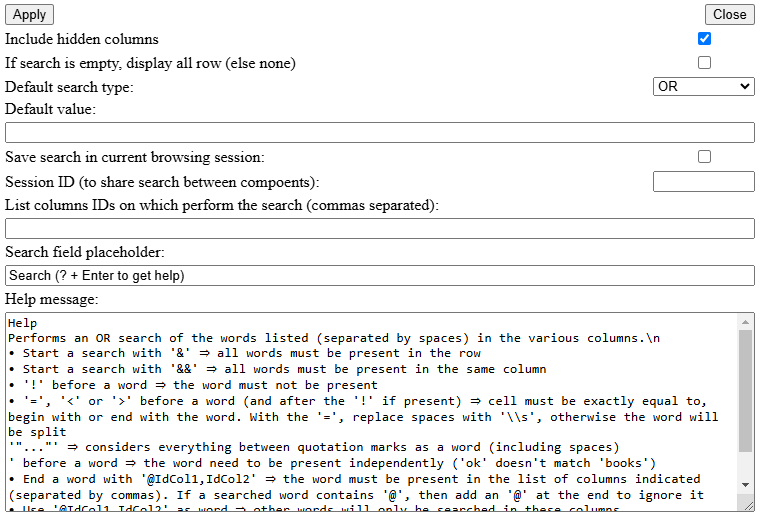 Apply
Close
Include hidden columns
If search is empty, display all row (else none)
Default search type:
OR
Default value:
Save search in current browsing session:
Session ID (to share search between compoents):
List columns IDs on which perform the search (commas separated):
Search field placeholder:
Search (? + Enter to get help)
Help message:
Help
Performs an OR search of the words listed (separated by spaces) in the various columns.\n
• Start a search with '&' ⇒ all words must be present in the row
• Start a search with '&&' ⇒ all words must be present in the same column
• '!' before a word ⇒ the word must not be present
• '=', '<' or '>' before a word (and after the '!' if present) ⇒ cell must be exactly equal to,
begin with or end with the word. With the '=', replace spaces with '\\s', otherwise the word will
be split
'"..."' ⇒ considers everything between quotation marks as a word (including spaces)
' before a word ⇒ the word need to be present independently ('ok' doesn't match 'books')
• End a word with '@IdCol1,IdCol2' ⇒ the word must be present in the list of columns indicated
(separated by commas). If a searched word contains '@', then add an '@' at the end to ignore it
• Use '@IdCol1,IdCol2' as word ⇒ other words will only be searched in these columns